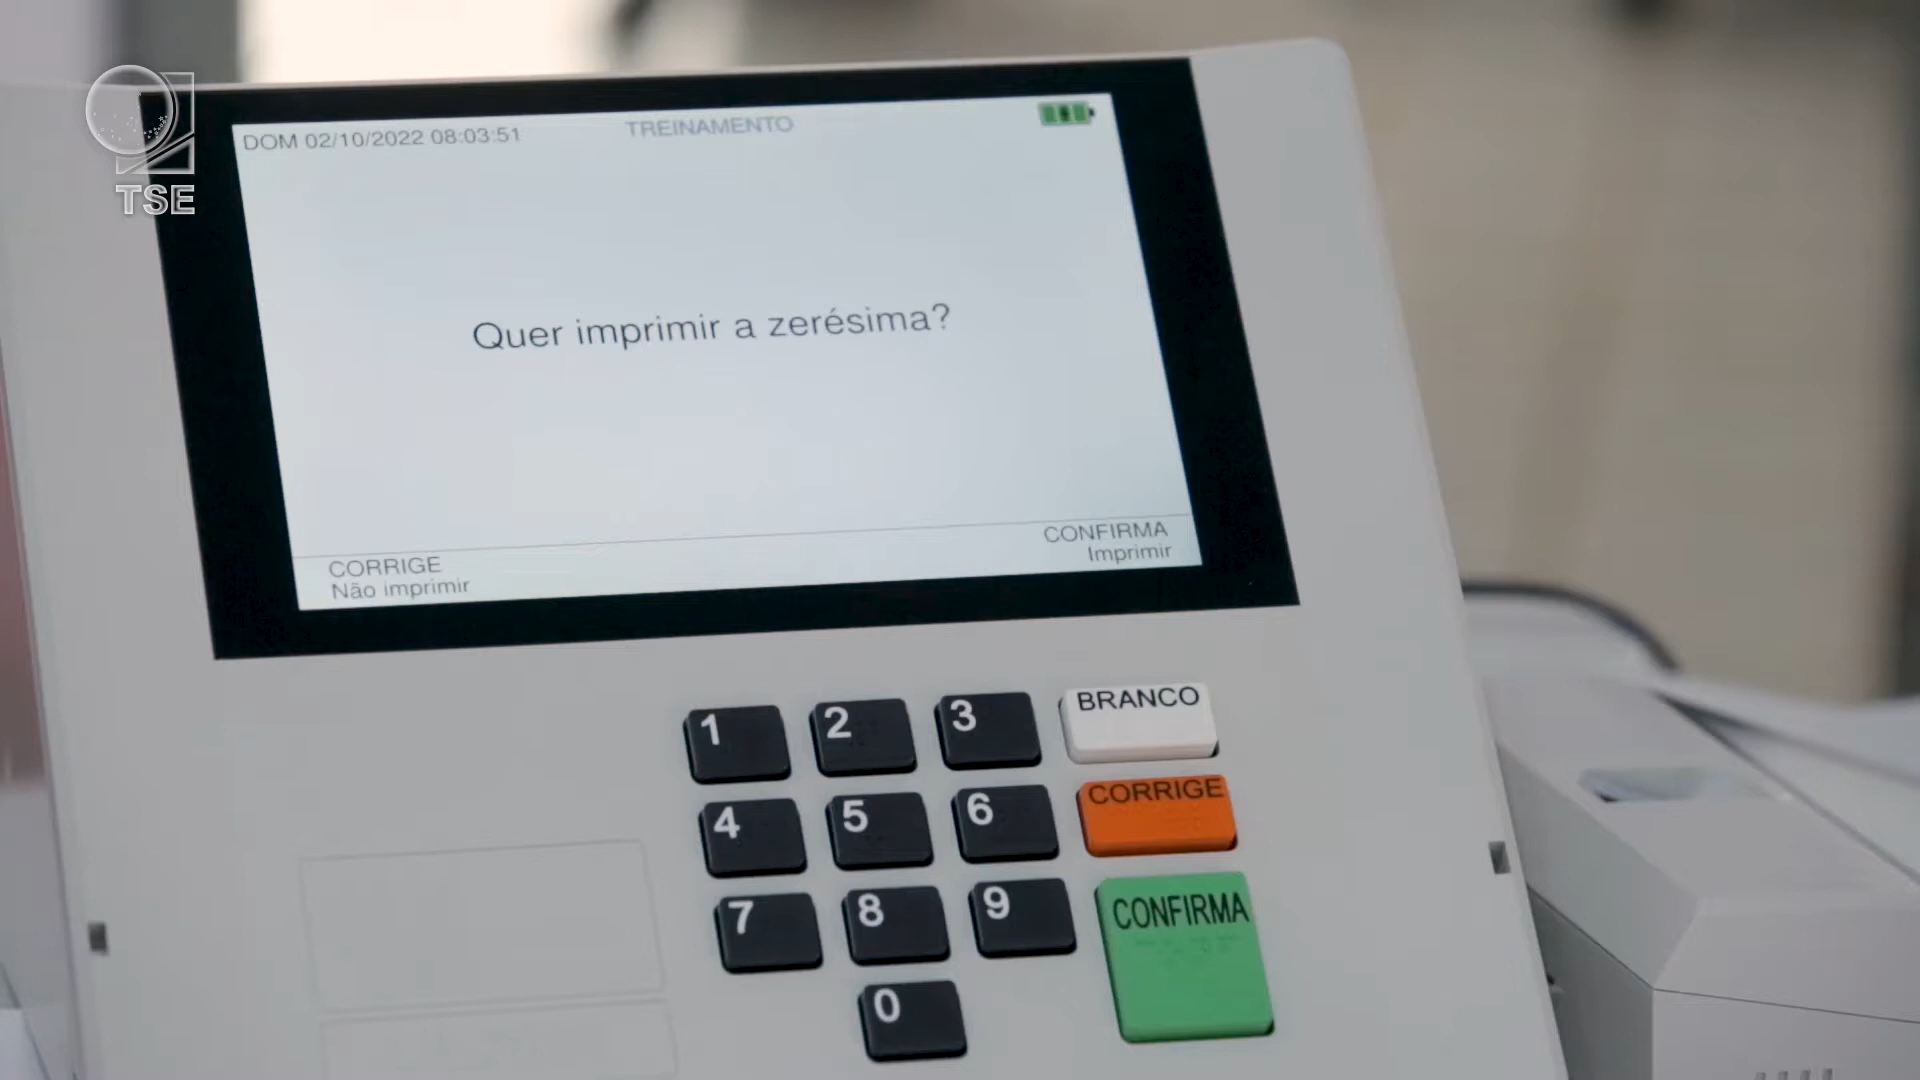 TSE
DOM 02/10/2022 08:03:51
TREINAMENTO
Quer imprimir a zerésima?
CORRIGE
Não imprimir
CONFIRMA
Imprimir
1 2 3 BRANCO
4 5 6 CORRIGE
7 8 9 CONFIRMA
0